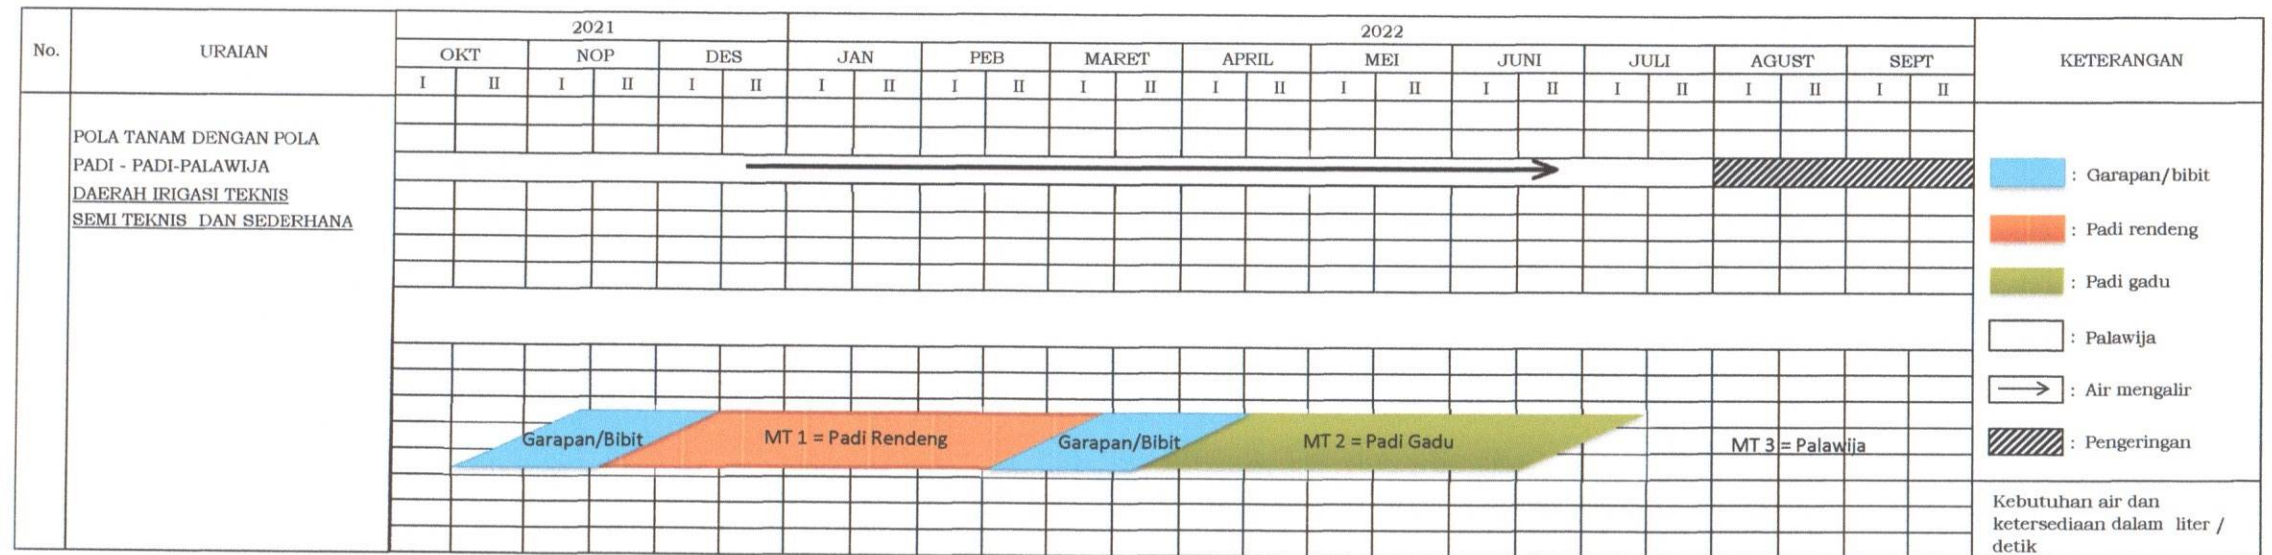 No.
URAIAN
2021
2022
KETERANGAN
OKT NOP DES JAN PEB MARET APRIL MEI JUNI JULI AGUST SEPT
I II I II I II I II I II I II I II I II I II I II I II I II
POLA TANAM DENGAN POLA
PADI - PADI-PALAWIJA
DAERAH IRIGASI TEKNIS
SEMI TEKNIS DAN SEDERHANA
Garapan/Bibit
MT 1 = Padi Rendeng
Garapan/Bibit
MT 2 = Padi Gadu
MT 3 = Palawija
: Garapan/bibit
: Padi rendeng
: Padi gadu
: Palawija
: Air mengalir
: Pengeringan
Kebutuhan air dan
ketersediaan dalam liter /
detik